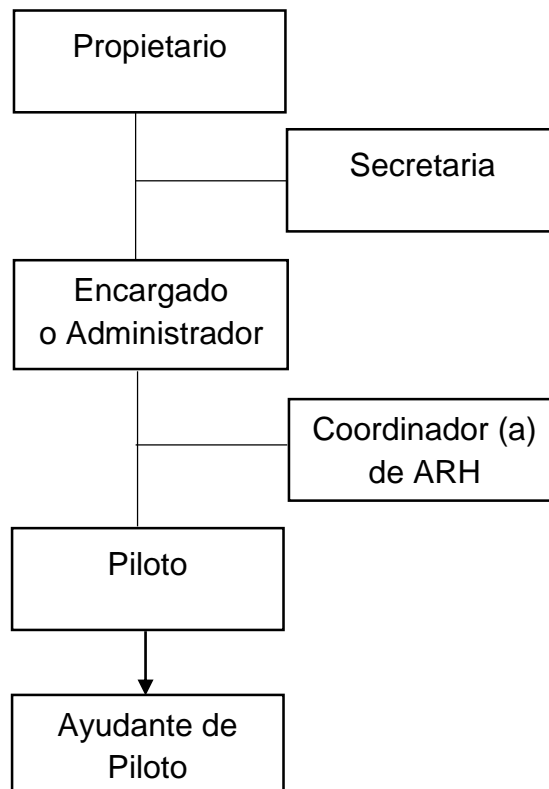 Propietario
Secretaria
Encargado
o Administrador
Coordinador (a)
de ARH
Piloto
Ayudante de
Piloto